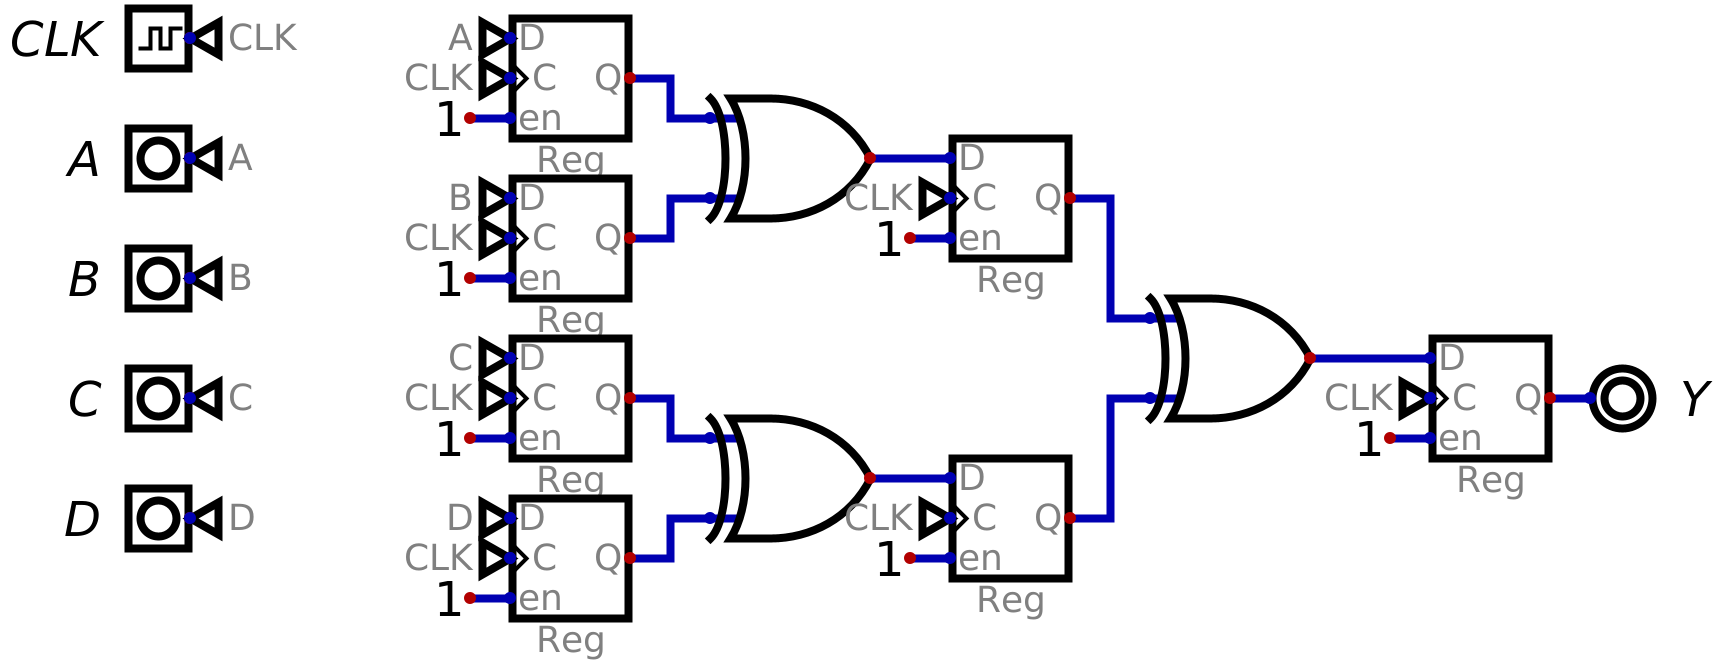 CLK CLK
A A
B B
C C
D D
A D
CLK C Q
1 en
Reg
B D
CLK C Q
1 en
Reg
C D
CLK C Q
1 en
Reg
D D
CLK C Q
1 en
Reg
D
CLK C Q
1 en
Reg
D
CLK C Q
1 en
Reg
D
CLK C Q
1 en
Reg
Y